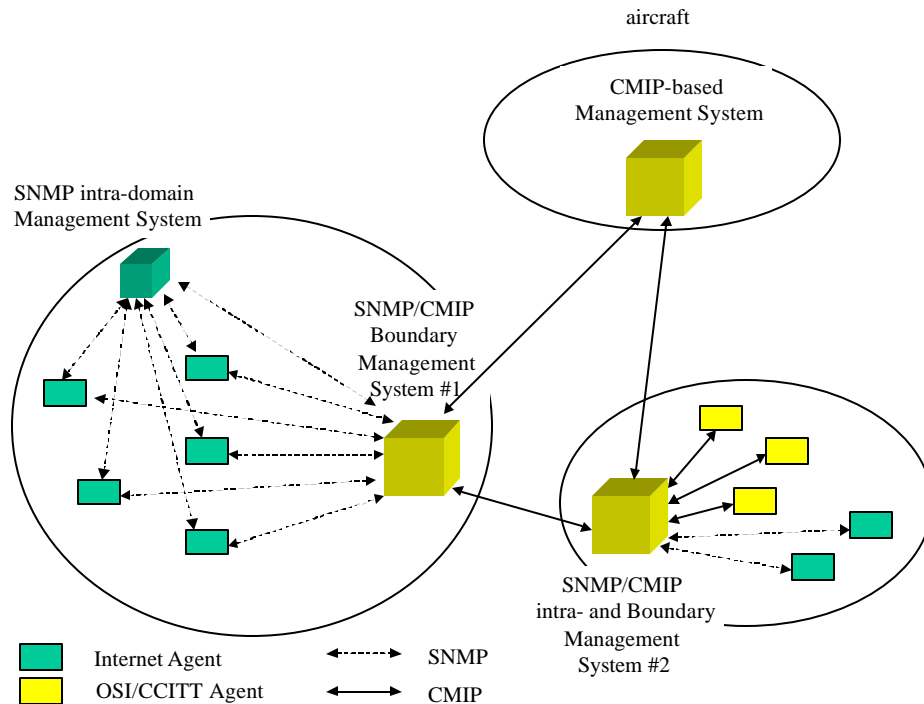 aircraft
CMIP-based
Management System
SNMP intra-domain
Management System
SNMP/CMIP
Boundary
Management
System #1
SNMP/CMIP
intra- and Boundary
Management
System #2
Internet Agent
OSI/CCITT Agent
SNMP
CMIP